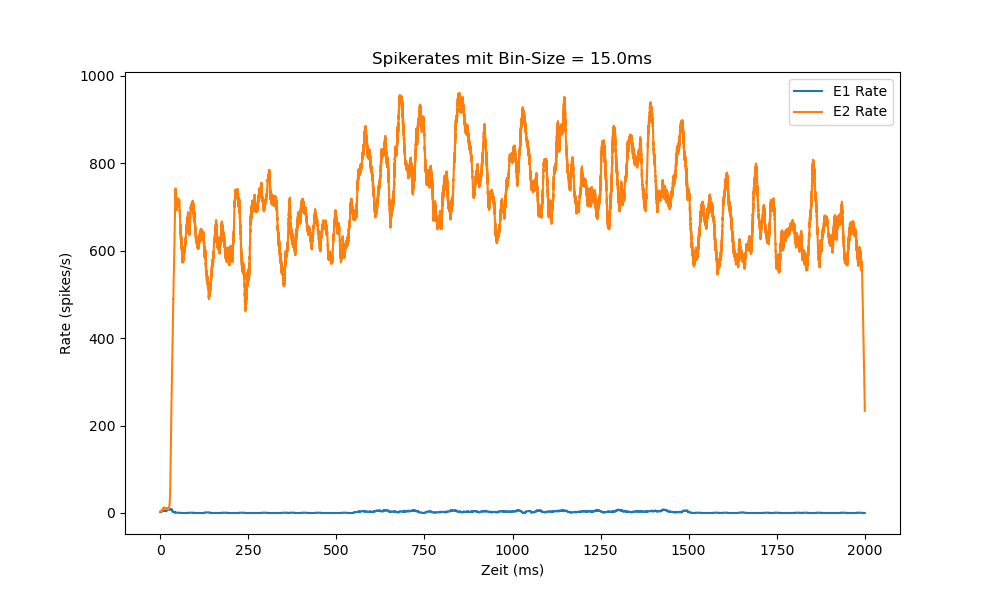 Spikerates mit Bin-Size = 15.0ms
E1 Rate
E2 Rate
Rate (spikes/s)
1000
800
600
400
200
0
0 250 500 750 1000 1250 1500 1750 2000
Zeit (ms)